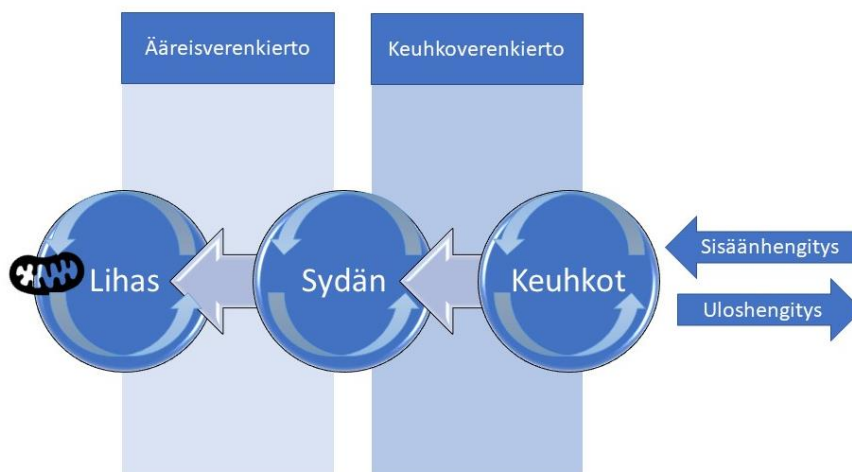 Ääreisverenkierto
Keuhkoverenkierto
Lihas
Sydän
Keuhkot
Sisäänhengitys
Uloshengitys